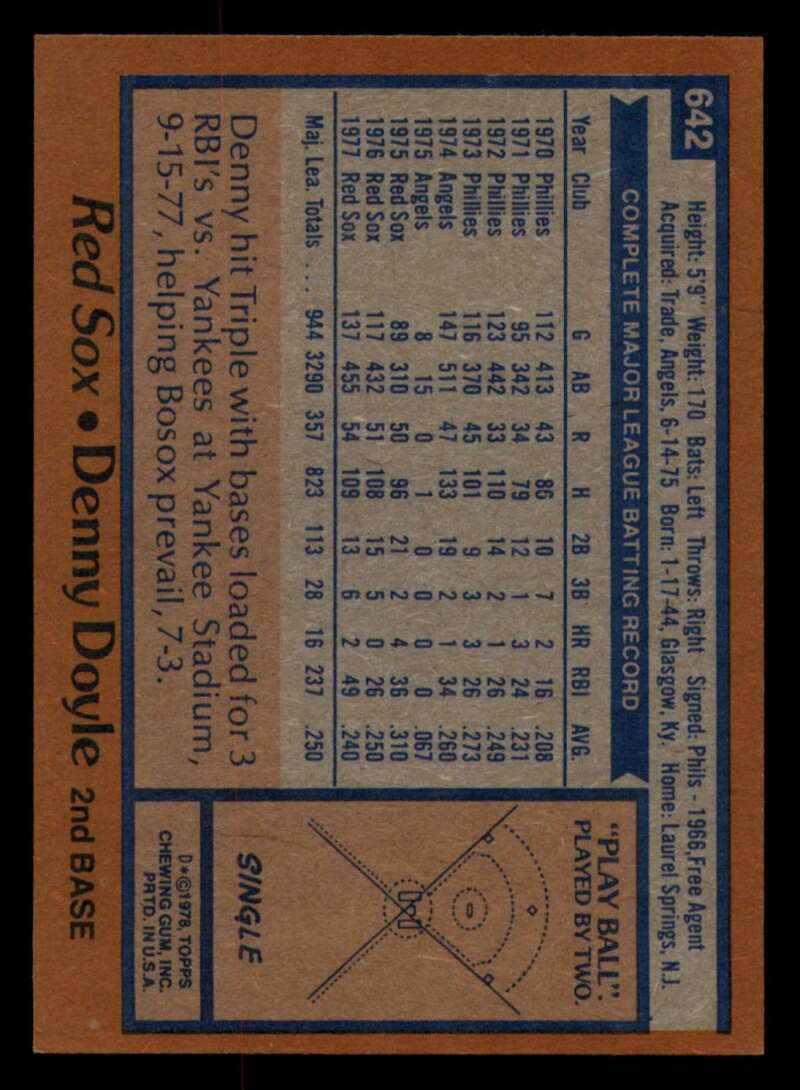 642
Height: 5'9" Weight: 170 Bats: Left Throws: Right Signed: Phils - 1966, Free Agent
Acquired: Trade, Angels, 6-14-75 Born: 1-17-44, Glasgow, Ky. Home: Laurel Springs, N.J.
COMPLETE MAJOR LEAGUE BATTING RECORD
Year Club G AB R H 2B 3B HR RBI AVG.
1970 Phillies 112 413 43 86 10 7 2 16 .208
1971 Phillies 95 342 34 79 12 1 3 24 .231
1972 Phillies 123 442 33 110 14 2 1 26 .249
1973 Phillies 116 370 45 101 9 3 3 26 .273
1974 Angels 147 511 47 133 19 2 1 34 .260
1975 Angels 8 15 0 1 0 0 0 0 .067
1975 Red Sox 89 310 50 96 21 2 4 36 .310
1976 Red Sox 117 432 51 108 15 5 0 26 .250
1977 Red Sox 137 455 54 109 13 6 2 49 .240
Maj. Lea. Totals . . . 944 3290 357 823 113 28 16 237 .250
Denny hit Triple with bases loaded for 3
RBI's vs. Yankees at Yankee Stadium,
9-15-77, helping Bosox prevail, 7-3.
"PLAY BALL".
PLAYED BY TWO.
SINGLE
D*©1978, TOPPS
CHEWING GUM, INC.
PRTD. IN U.S.A.
Red Sox • Denny Doyle 2nd BASE